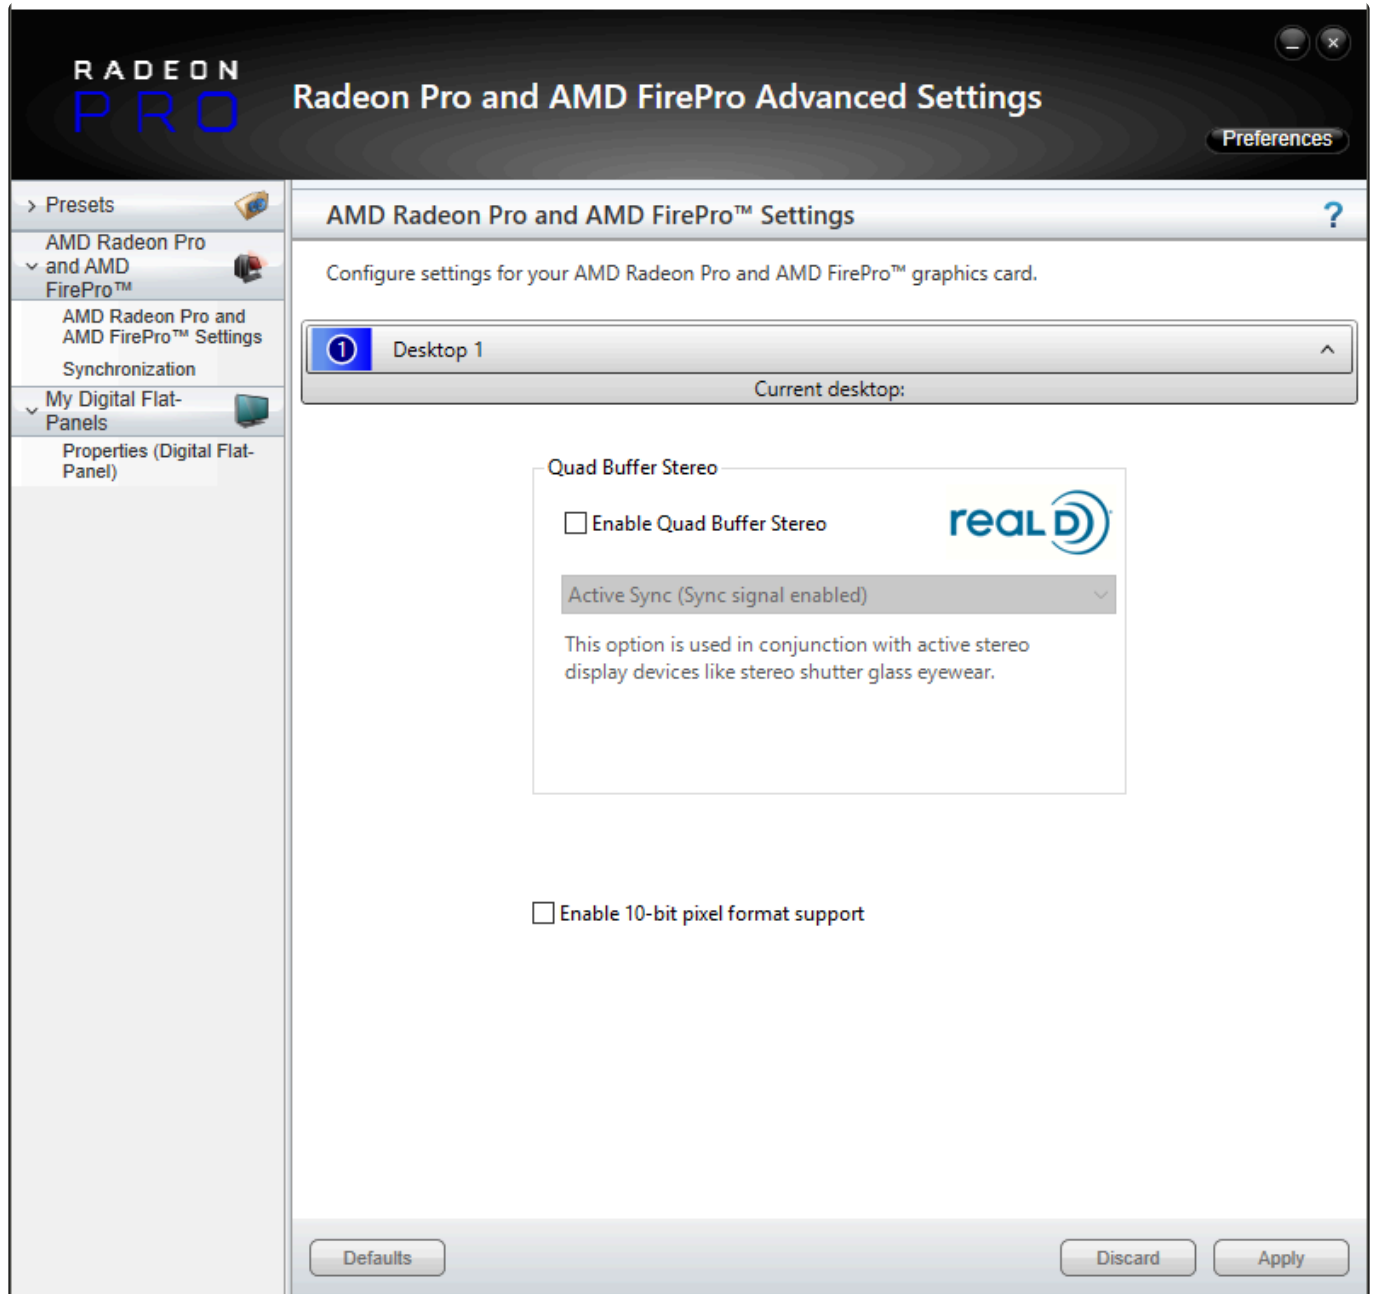 RADEON
PRO
Radeon Pro and AMD FirePro Advanced Settings
Preferences
Presets
AMD Radeon Pro
and AMD
FirePro™
AMD Radeon Pro and
AMD FirePro™ Settings
Synchronization
My Digital Flat-
Panels
Properties (Digital Flat-
Panel)
AMD Radeon Pro and AMD FirePro™ Settings
?
Configure settings for your AMD Radeon Pro and AMD FirePro™ graphics card.
1 Desktop 1
Current desktop:
Quad Buffer Stereo
Enable Quad Buffer Stereo
reaL D
Active Sync (Sync signal enabled)
This option is used in conjunction with active stereo
display devices like stereo shutter glass eyewear.
Enable 10-bit pixel format support
Defaults
Discard
Apply